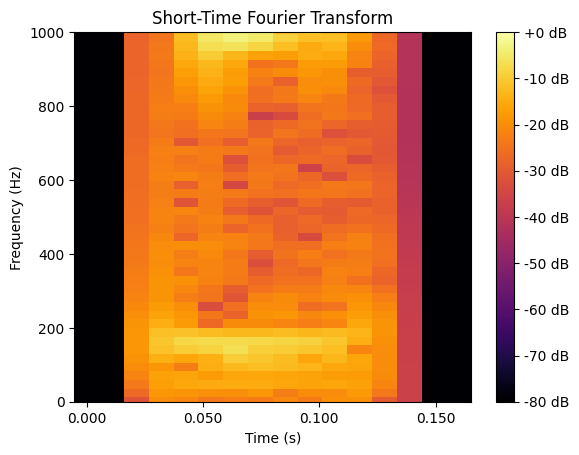 Short-Time Fourier Transform
1000
800
600
400
200
0
Frequency (Hz)
0.000
0.050
0.100
0.150
Time (s)
+0 dB
-10 dB
-20 dB
-30 dB
-40 dB
-50 dB
-60 dB
-70 dB
-80 dB